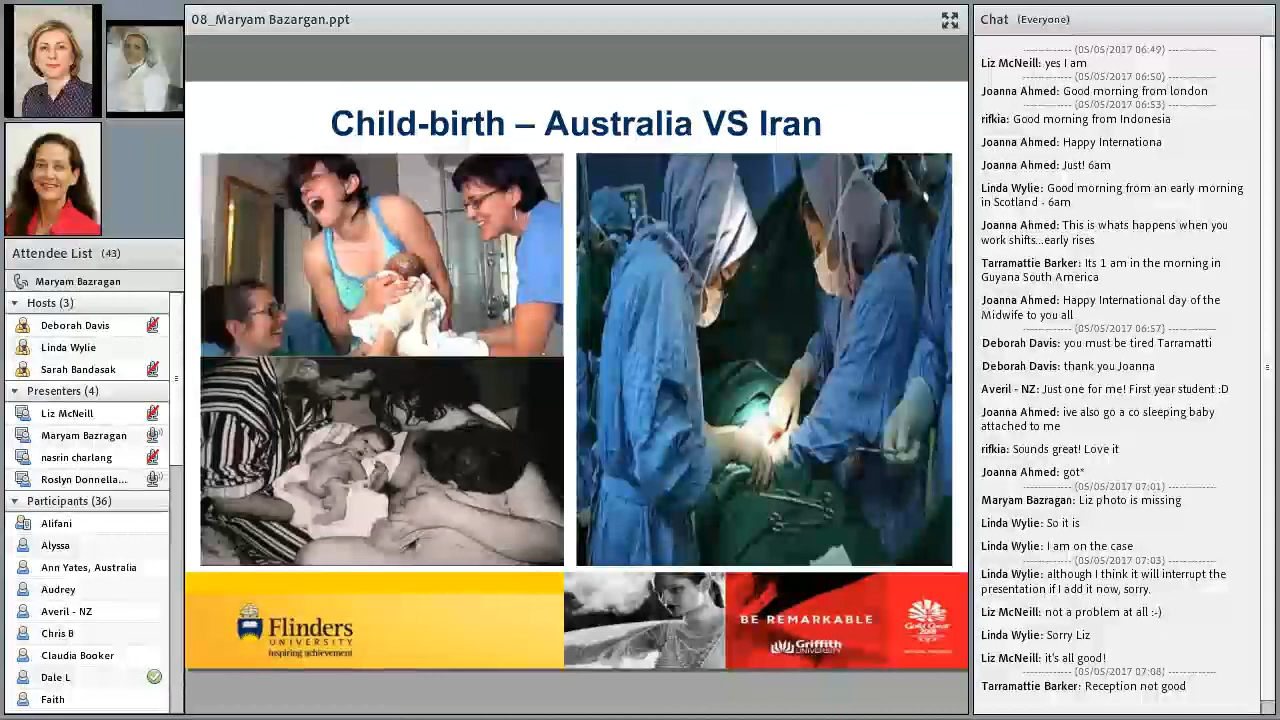 08_Maryam Bazargan.ppt
Child-birth – Australia VS Iran
Flinders
UNIVERSITY
inspiring achievement
BE REMARKABLE
Griffith
UNIVERSITY
Attendee List (43)
Maryam Bazragan
Hosts (3)
Deborah Davis
Linda Wylie
Sarah Bandasak
Presenters (4)
Liz McNeill
Maryam Bazragan
nasrin charlang
Roslyn Donnella...
Participants (36)
Alifani
Alyssa
Ann Yates, Australia
Audrey
Averil - NZ
Chris B
Claudia Booker
Dale L
Faith
Chat (Everyone)
------------ (05/05/2017 06:49) ------------
Liz McNeill: yes I am
------------ (05/05/2017 06:50) ------------
Joanna Ahmed: Good morning from london
------------ (05/05/2017 06:53) ------------
rifkia: Good morning from Indonesia
Joanna Ahmed: Happy Internationa
Joanna Ahmed: Just! 6am
Linda Wylie: Good morning from an early morning
in Scotland - 6am
Joanna Ahmed: This is whats happens when you
work shifts...early rises
Tarramattie Barker: Its 1 am in the morning in
Guyana South America
Joanna Ahmed: Happy International day of the
Midwife to you all
------------ (05/05/2017 06:57) ------------
Deborah Davis: you must be tired Tarramatti
Deborah Davis: thank you Joanna
Averil - NZ: Just one for me! First year student :D
Joanna Ahmed: ive also go a co sleeping baby
attached to me
rifkia: Sounds great! Love it
Joanna Ahmed: got*
------------ (05/05/2017 07:01) ------------
Maryam Bazragan: Liz photo is missing
Linda Wylie: So it is
Linda Wylie: I am on the case
------------ (05/05/2017 07:03) ------------
Linda Wylie: although I think it will interrupt the
presentation if I add it now, sorry.
Liz McNeill: not a problem at all :-)
Linda Wylie: Sorry Liz
Liz McNeill: it's all good!
------------ (05/05/2017 07:08) ------------
Tarramattie Barker: Reception not good